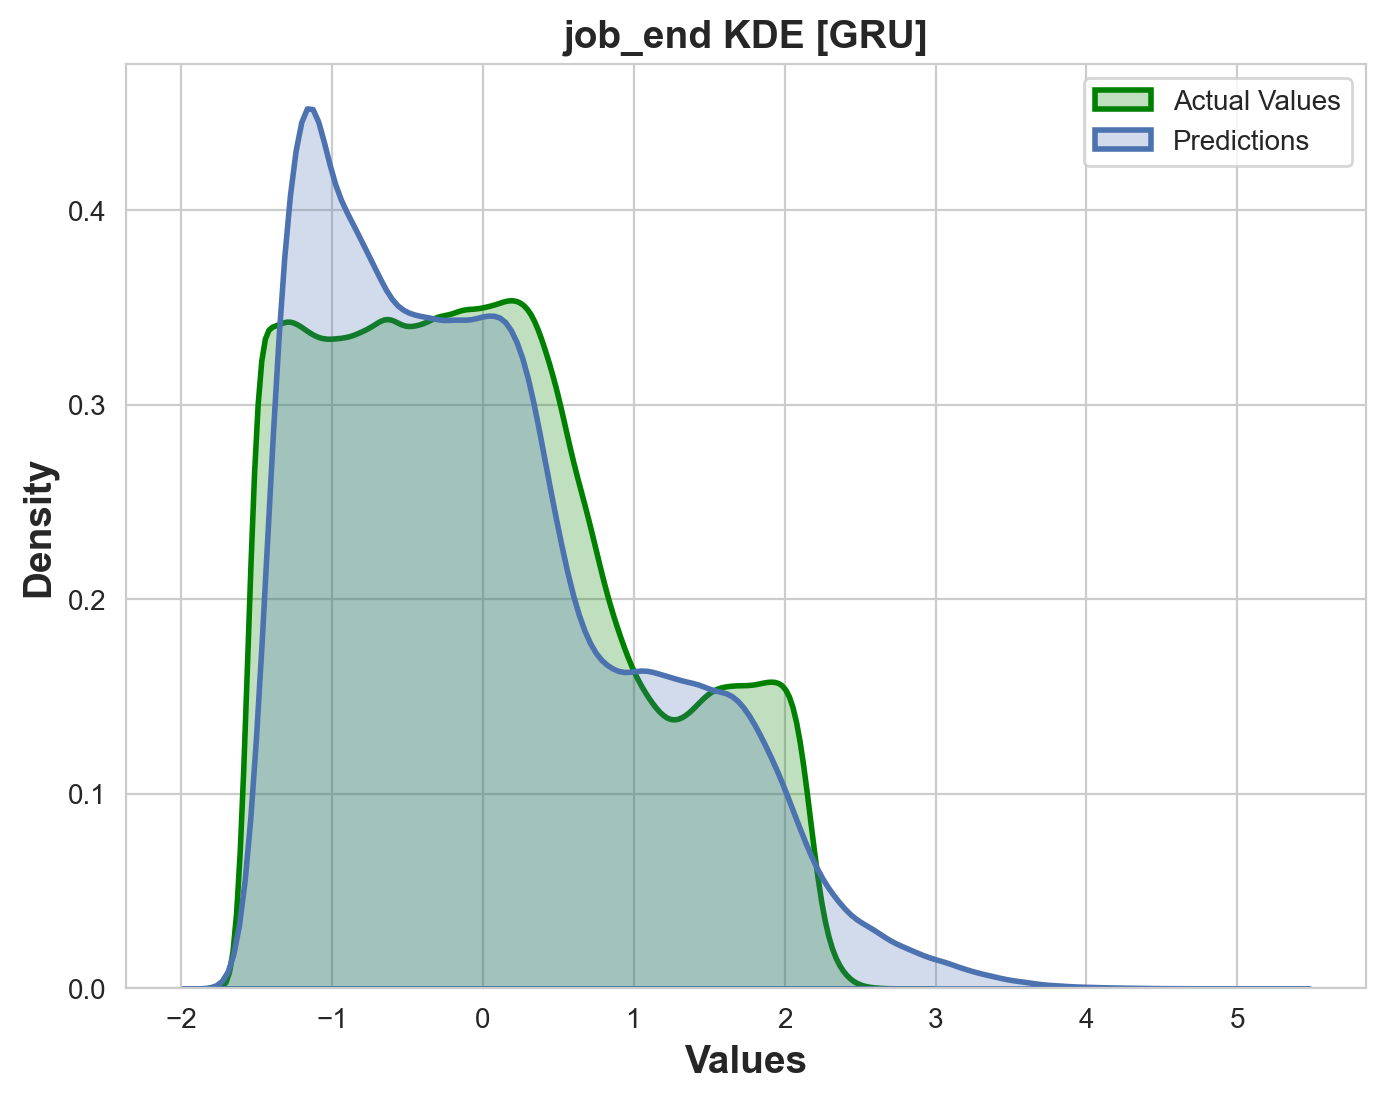 job_end KDE [GRU]
Actual Values
Predictions
Density
0.4
0.3
0.2
0.1
0.0
−2 −1 0 1 2 3 4 5
Values